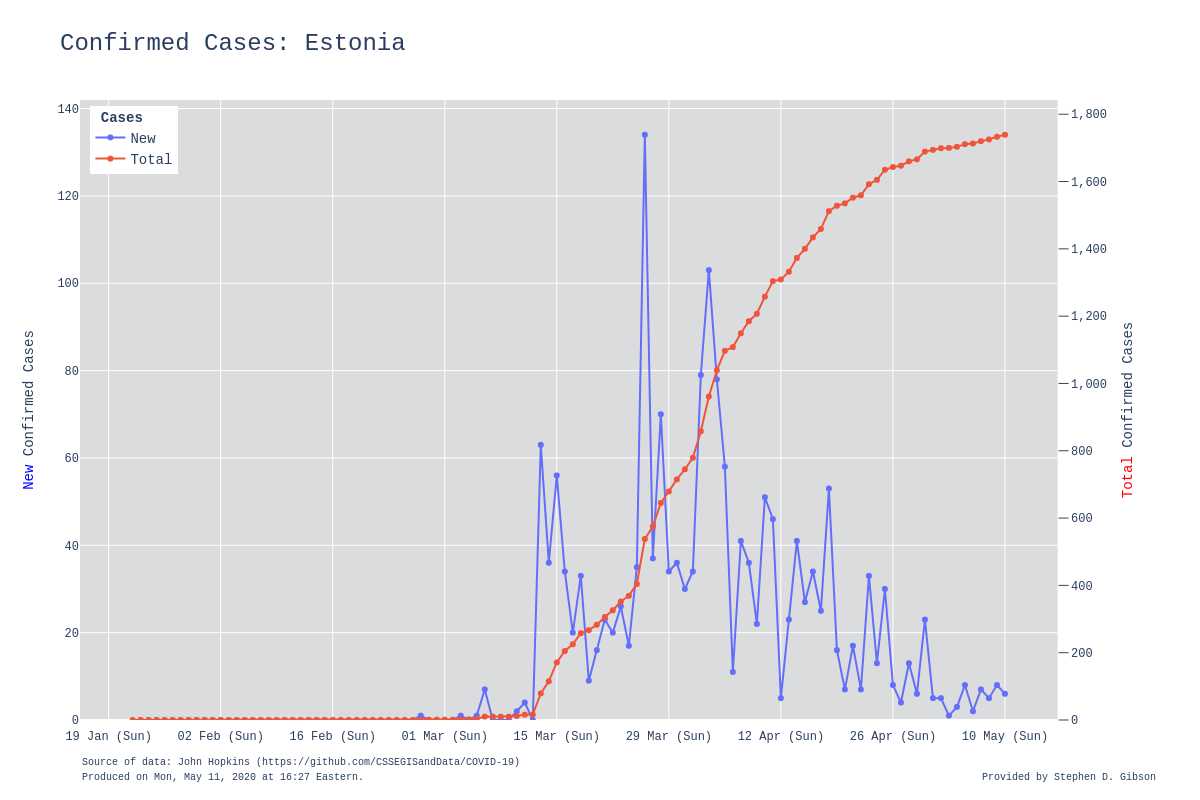 Confirmed Cases: Estonia
Cases
New
Total
140
120
100
80
60
40
20
0
New Confirmed Cases
1,800
1,600
1,400
1,200
1,000
800
600
400
200
0
Total Confirmed Cases
19 Jan (Sun) 02 Feb (Sun) 16 Feb (Sun) 01 Mar (Sun) 15 Mar (Sun) 29 Mar (Sun) 12 Apr (Sun) 26 Apr (Sun) 10 May (Sun)
Source of data: John Hopkins (https://github.com/CSSEGISandData/COVID-19)
Produced on Mon, May 11, 2020 at 16:27 Eastern.
Provided by Stephen D. Gibson